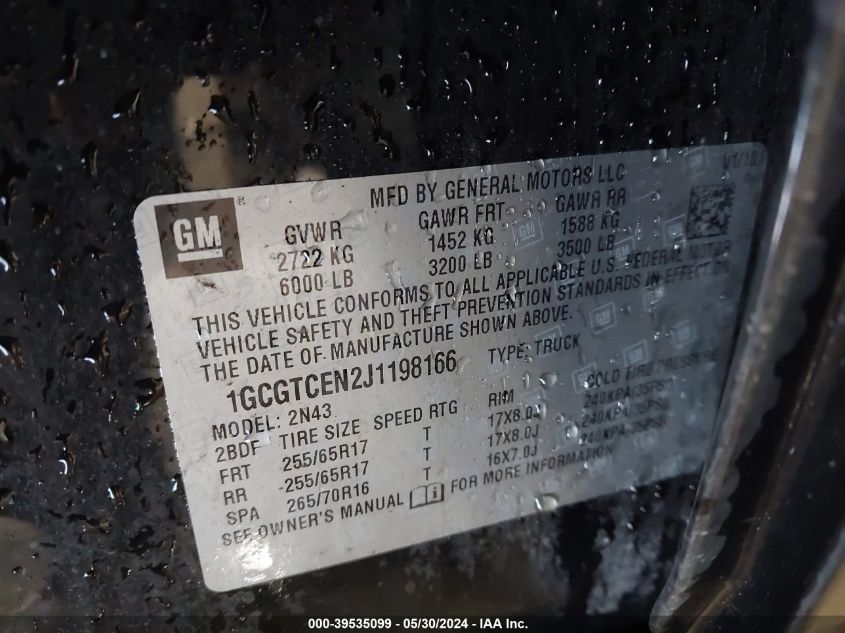 MFD BY GENERAL MOTORS LLC
GM
GVWR GAWR FRT GAWR RR
2722 KG 1452 KG 1588 KG
6000 LB 3200 LB 3500 LB
THIS VEHICLE CONFORMS TO ALL APPLICABLE U.S. FEDERAL MOTOR
VEHICLE SAFETY AND THEFT PREVENTION STANDARDS IN EFFECT ON
THE DATE OF MANUFACTURE SHOWN ABOVE.
1GCGTCEN2J1198166 TYPE: TRUCK
MODEL: 2N43
2BDF TIRE SIZE SPEED RTG RIM COLD TIRE PRESSURE
FRT 255/65R17 T 17X8.0J 240KPA/35PSI
RR 255/65R17 T 17X8.0J 240KPA/35PSI
SPA 265/70R16 T 16X7.0J 240KPA/35PSI
SEE OWNER'S MANUAL FOR MORE INFORMATION
000-39535099 - 05/30/2024 - IAA Inc.